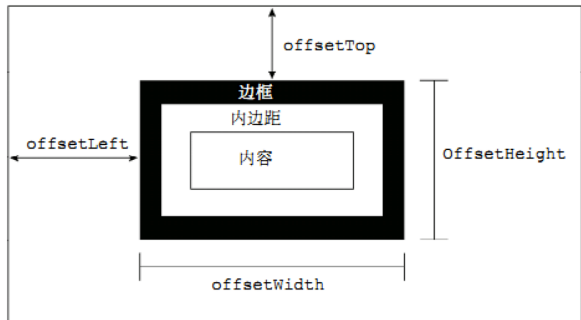 offsetTop
边框
内边距
offsetLeft
内容
OffsetHeight
offsetWidth